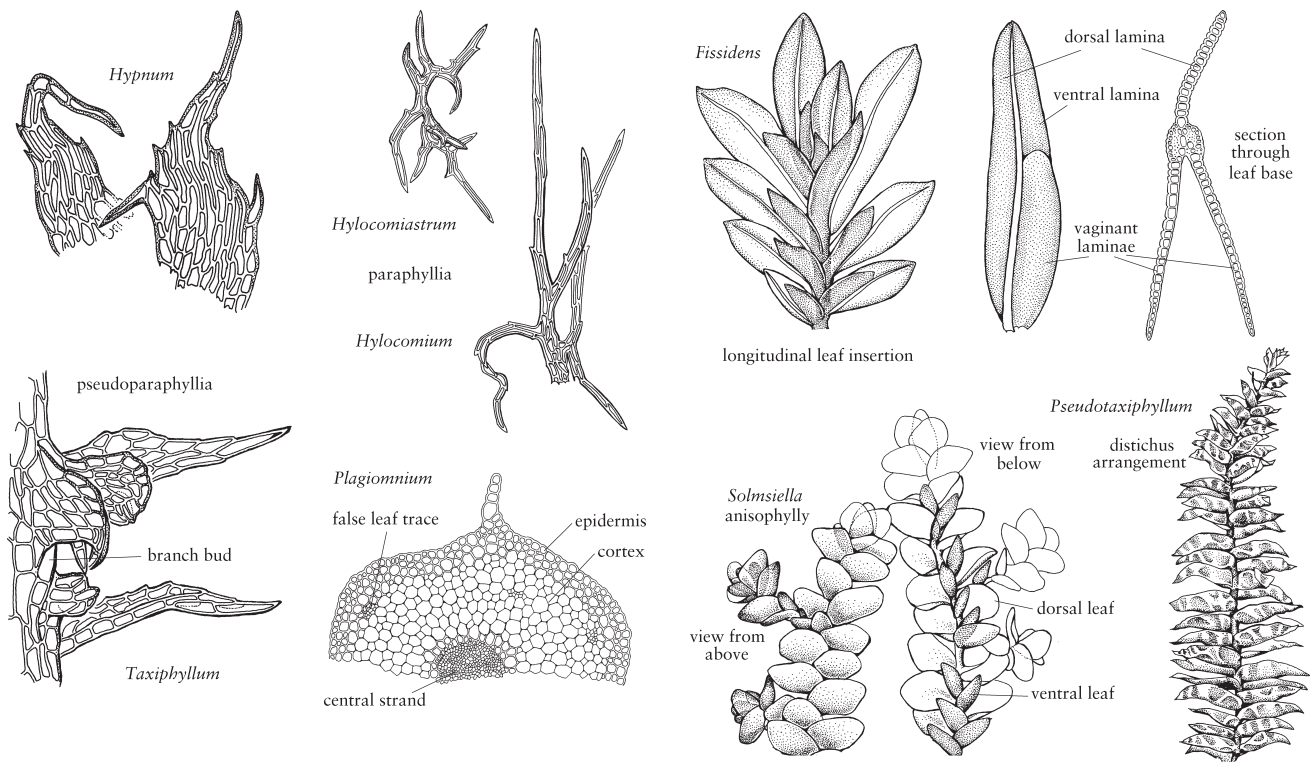 Hypnum
Hylocomiastrum
paraphyllia
Hylocomium
pseudoparaphyllia
branch bud
Taxiphyllum
Plagiomnium
false leaf trace
epidermis
cortex
central strand
Fissidens
longitudinal leaf insertion
dorsal lamina
ventral lamina
section
through
leaf base
vaginant
laminae
Pseudotaxiphyllum
distichus
arrangement
view from
below
Solmsiella
anisophylly
view from
above
dorsal leaf
ventral leaf